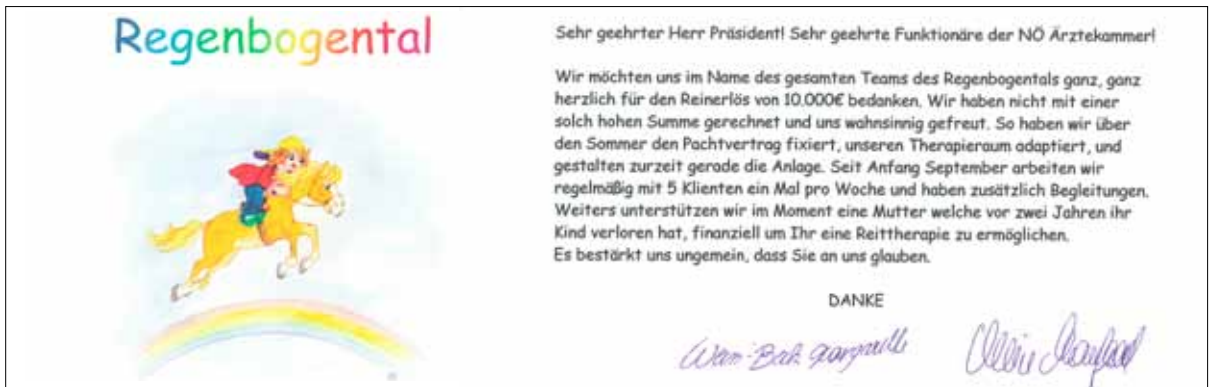 Regenbogental
Sehr geehrter Herr Präsident! Sehr geehrte Funktionäre der NÖ Ärztekammer!
Wir möchten uns im Name des gesamten Teams des Regenbogentals ganz, ganz
herzlich für den Reinerlös von 10.000€ bedanken. Wir haben nicht mit einer
solch hohen Summe gerechnet und uns wahnsinnig gefreut. So haben wir über
den Sommer den Pachtvertrag fixiert, unseren Therapieraum adaptiert, und
gestalten zurzeit gerade die Anlage. Seit Anfang September arbeiten wir
regelmäßig mit 5 Klienten ein Mal pro Woche und haben zusätzlich Begleitungen.
Weiters unterstützen wir im Moment eine Mutter welche vor zwei Jahren ihr
Kind verloren hat, finanziell um Ihr eine Reittherapie zu ermöglichen.
Es bestärkt uns ungemein, dass Sie an uns glauben.
DANKE